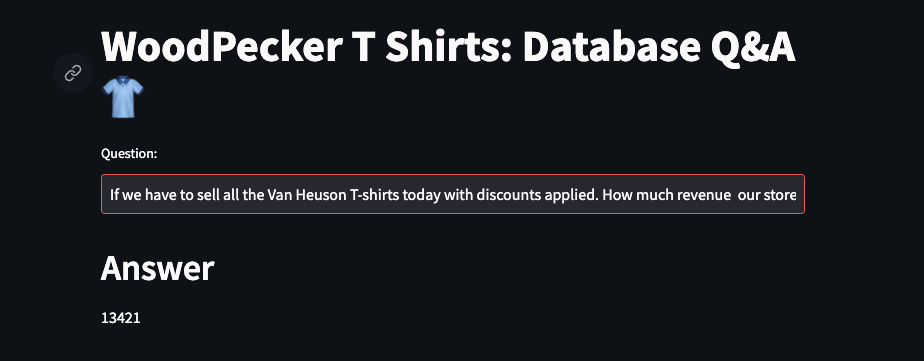 WoodPecker T Shirts: Database Q&A
Question:
If we have to sell all the Van Heuson T-shirts today with discounts applied. How much revenue  our store
Answer
13421